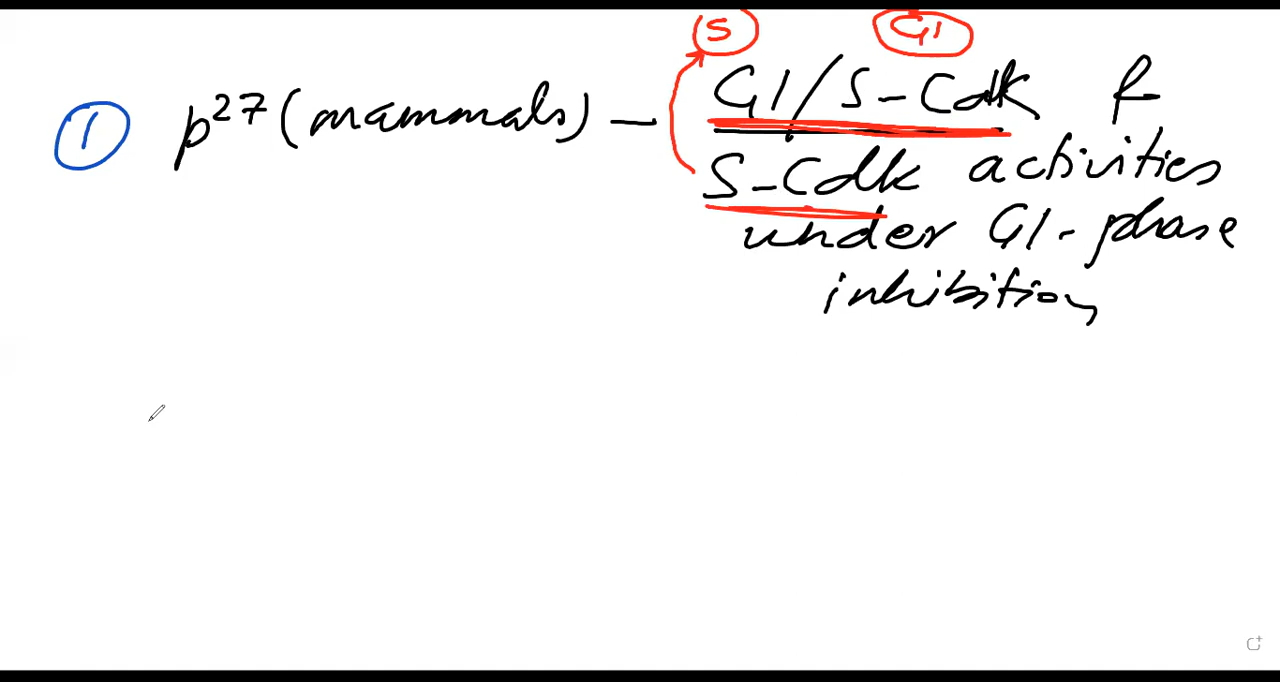 S G1
① p²⁷ (mammals) — G1/S-Cdk &
S-Cdk activities
under G1-phase
inhibition